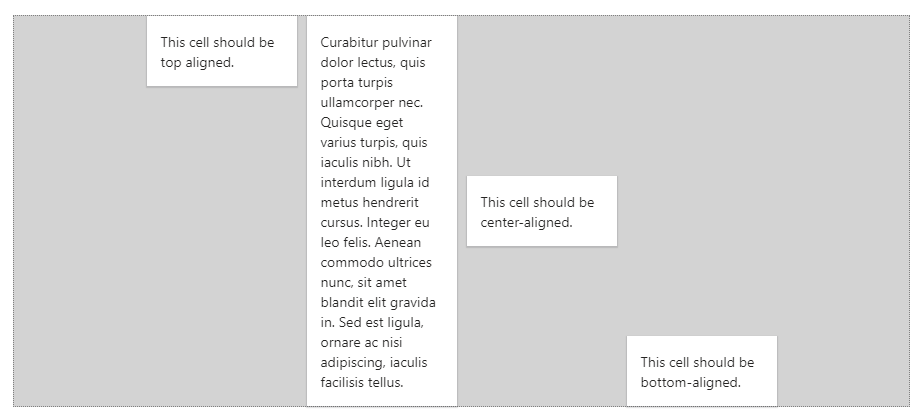 This cell should be
top aligned.
Curabitur pulvinar
dolor lectus, quis
porta turpis
ullamcorper nec.
Quisque eget
varius turpis, quis
iaculis nibh. Ut
interdum ligula id
metus hendrerit
cursus. Integer eu
leo felis. Aenean
commodo ultrices
nunc, sit amet
blandit elit gravida
in. Sed est ligula,
ornare ac nisi
adipiscing, iaculis
facilisis tellus.
This cell should be
center-aligned.
This cell should be
bottom-aligned.